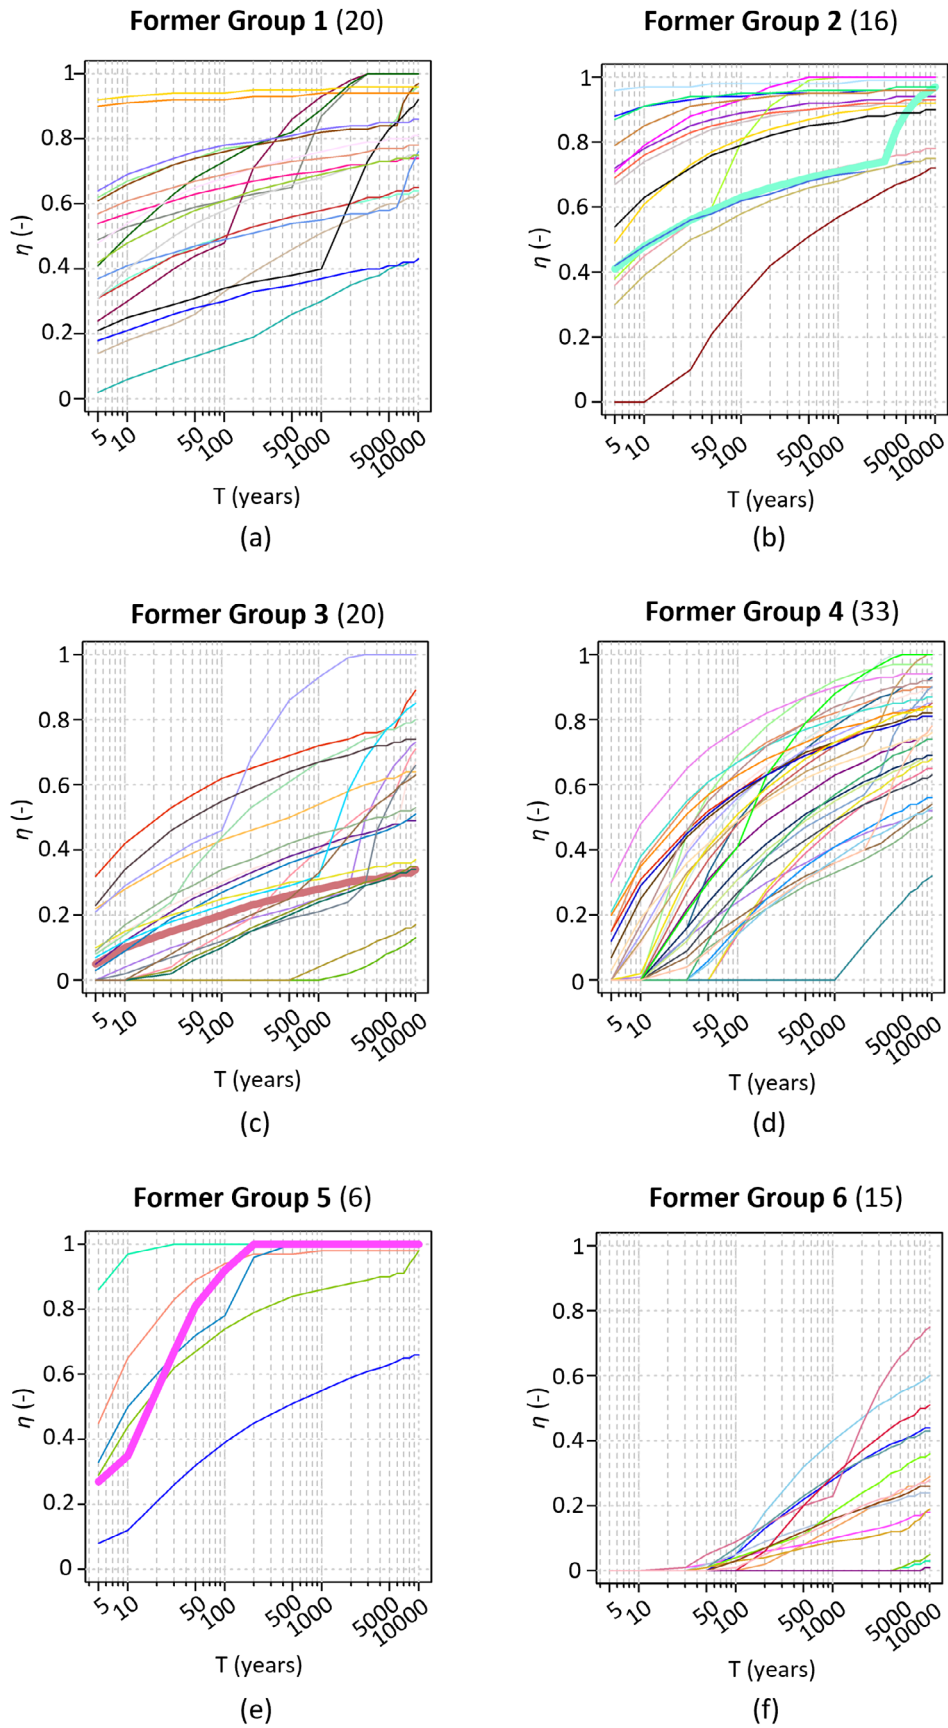 Former Group 1 (20)
1
0.8
0.6
0.4
0.2
0
η (-)
5 10 50 100 500 1000 5000 10000
T (years)
(a)
Former Group 2 (16)
1
0.8
0.6
0.4
0.2
0
η (-)
5 10 50 100 500 1000 5000 10000
T (years)
(b)
Former Group 3 (20)
1
0.8
0.6
0.4
0.2
0
η (-)
5 10 50 100 500 1000 5000 10000
T (years)
(c)
Former Group 4 (33)
1
0.8
0.6
0.4
0.2
0
η (-)
5 10 50 100 500 1000 5000 10000
T (years)
(d)
Former Group 5 (6)
1
0.8
0.6
0.4
0.2
0
η (-)
5 10 50 100 500 1000 5000 10000
T (years)
(e)
Former Group 6 (15)
1
0.8
0.6
0.4
0.2
0
η (-)
5 10 50 100 500 1000 5000 10000
T (years)
(f)